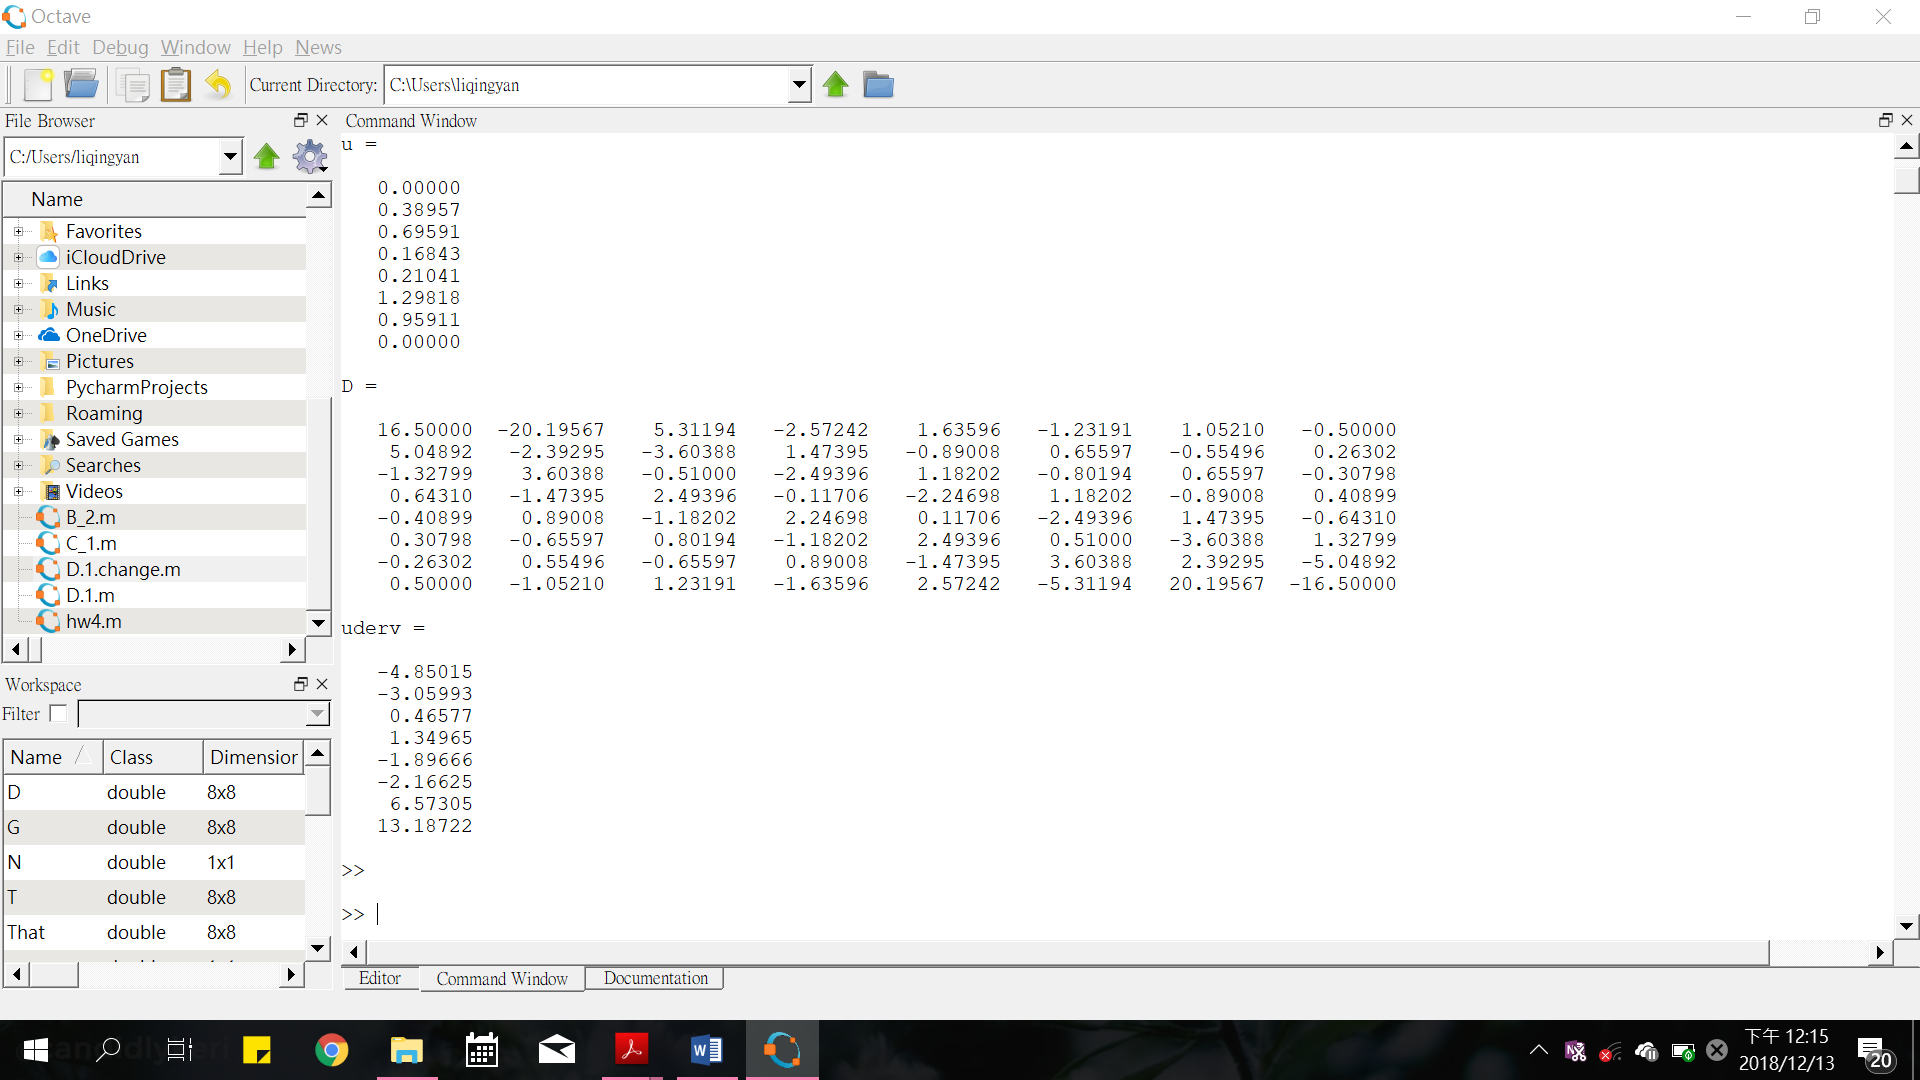 Octave
File Edit Debug Window Help News
Current Directory: C:\Users\liqingyan
File Browser
C:/Users/liqingyan
Name
Favorites
iCloudDrive
Links
Music
OneDrive
Pictures
PycharmProjects
Roaming
Saved Games
Searches
Videos
B_2.m
C_1.m
D.1.change.m
D.1.m
hw4.m
Workspace
Filter
Name Class Dimension
D double 8x8
G double 8x8
N double 1x1
T double 8x8
That double 8x8
Command Window
u =
0.00000
0.38957
0.69591
0.16843
0.21041
1.29818
0.95911
0.00000
D =
16.50000 -20.19567 5.31194 -2.57242 1.63596 -1.23191 1.05210 -0.50000
5.04892 -2.39295 -3.60388 1.47395 -0.89008 0.65597 -0.55496 0.26302
-1.32799 3.60388 -0.51000 -2.49396 1.18202 -0.80194 0.65597 -0.30798
0.64310 -1.47395 2.49396 -0.11706 -2.24698 1.18202 -0.89008 0.40899
-0.40899 0.89008 -1.18202 2.24698 0.11706 -2.49396 1.47395 -0.64310
0.30798 -0.65597 0.80194 -1.18202 2.49396 0.51000 -3.60388 1.32799
-0.26302 0.55496 -0.65597 0.89008 -1.47395 3.60388 2.39295 -5.04892
0.50000 -1.05210 1.23191 -1.63596 2.57242 -5.31194 20.19567 -16.50000
uderv =
-4.85015
-3.05993
0.46577
1.34965
-1.89666
-2.16625
6.57305
13.18722
>>
>>
Editor Command Window Documentation
下午 12:15
2018/12/13
20